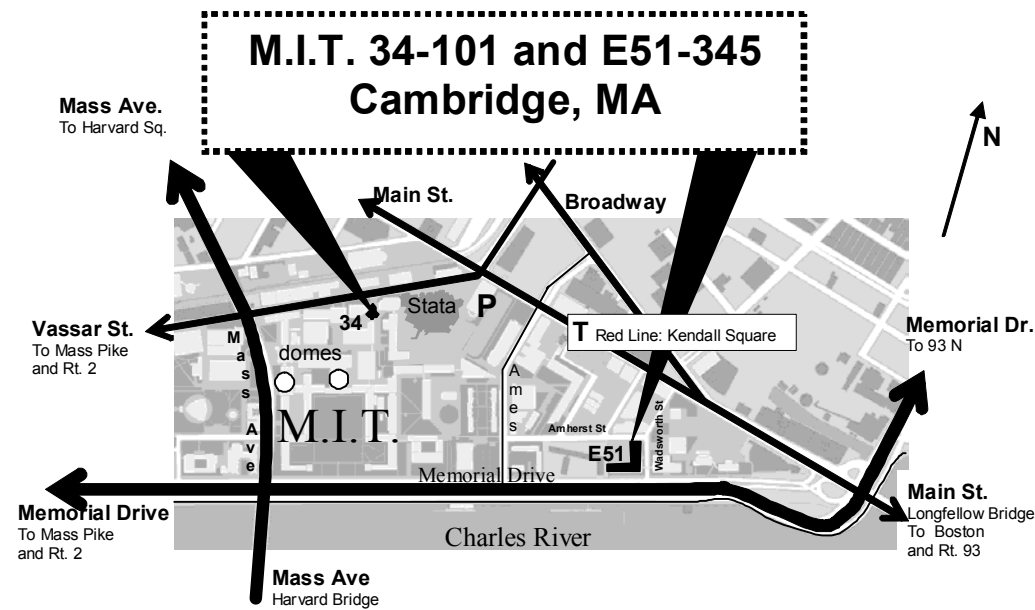 M.I.T. 34-101 and E51-345
Cambridge, MA
Mass Ave.
To Harvard Sq.
N
Main St.
Broadway
Vassar St.
To Mass Pike
and Rt. 2
34
Stata
P
T Red Line: Kendall Square
Memorial Dr.
To 93 N
domes
Mass Ave
M.I.T.
Ames
Amherst St
Wadsworth St
E51
Memorial Drive
Memorial Drive
To Mass Pike
and Rt. 2
Charles River
Main St.
Longfellow Bridge
To Boston
and Rt. 93
Mass Ave
Harvard Bridge